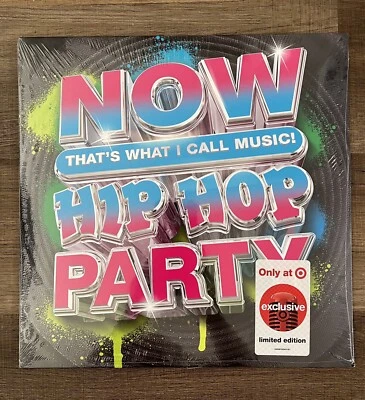 NOW
THAT'S WHAT I CALL MUSIC!
HIP HOP
PARTY
Only at
exclusive
limited edition